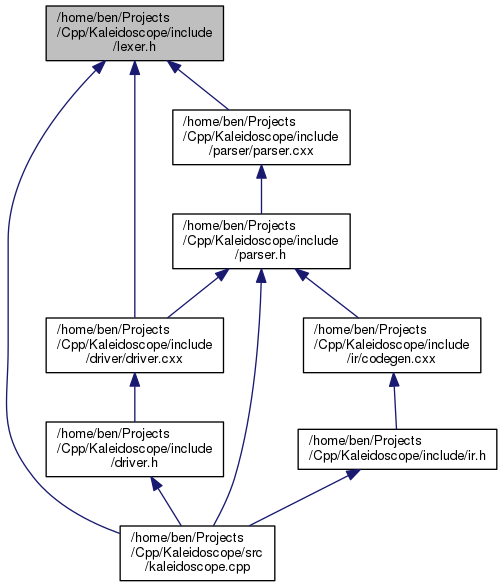 /home/ben/Projects
/Cpp/Kaleidoscope/include
/lexer.h
/home/ben/Projects
/Cpp/Kaleidoscope/include
/parser/parser.cxx
/home/ben/Projects
/Cpp/Kaleidoscope/include
/parser.h
/home/ben/Projects
/Cpp/Kaleidoscope/include
/driver/driver.cxx
/home/ben/Projects
/Cpp/Kaleidoscope/include
/ir/codegen.cxx
/home/ben/Projects
/Cpp/Kaleidoscope/include
/driver.h
/home/ben/Projects
/Cpp/Kaleidoscope/include/ir.h
/home/ben/Projects
/Cpp/Kaleidoscope/src
/kaleidoscope.cpp